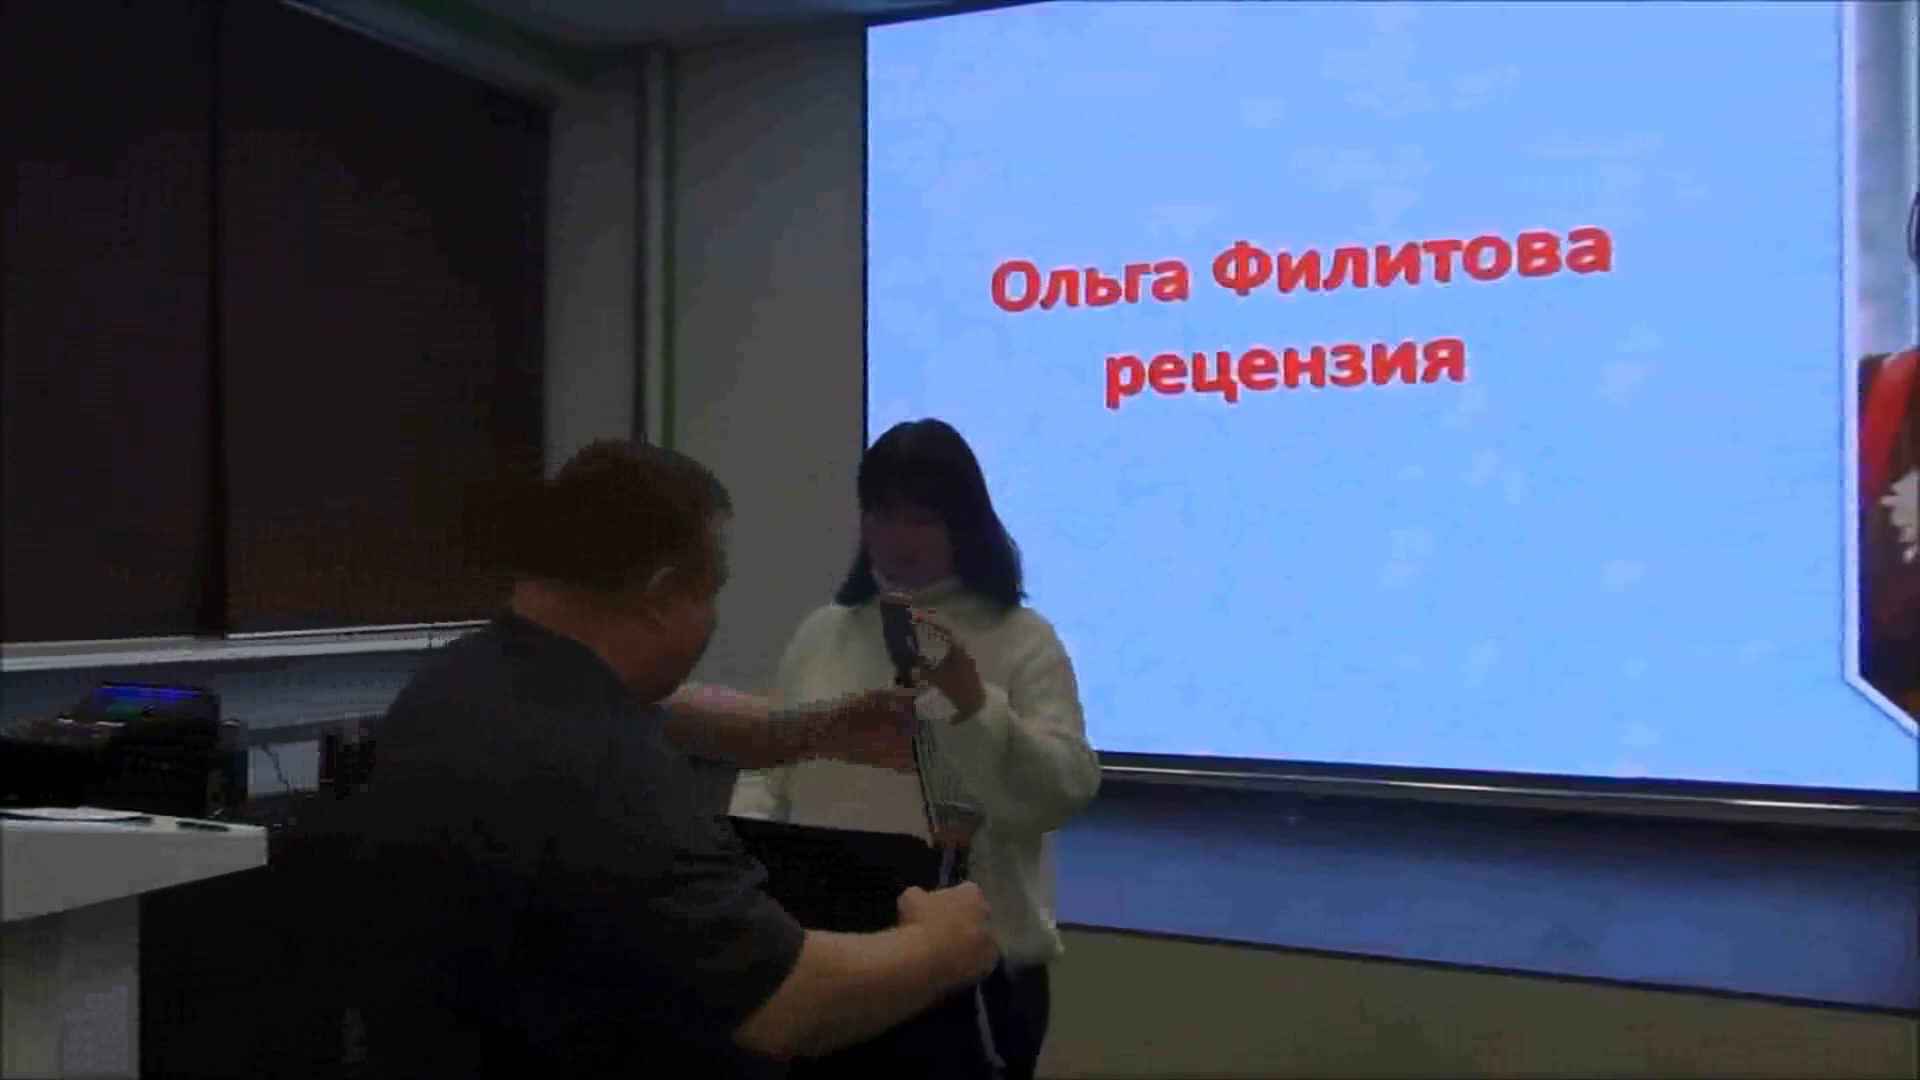 Ольга Филитова
рецензия